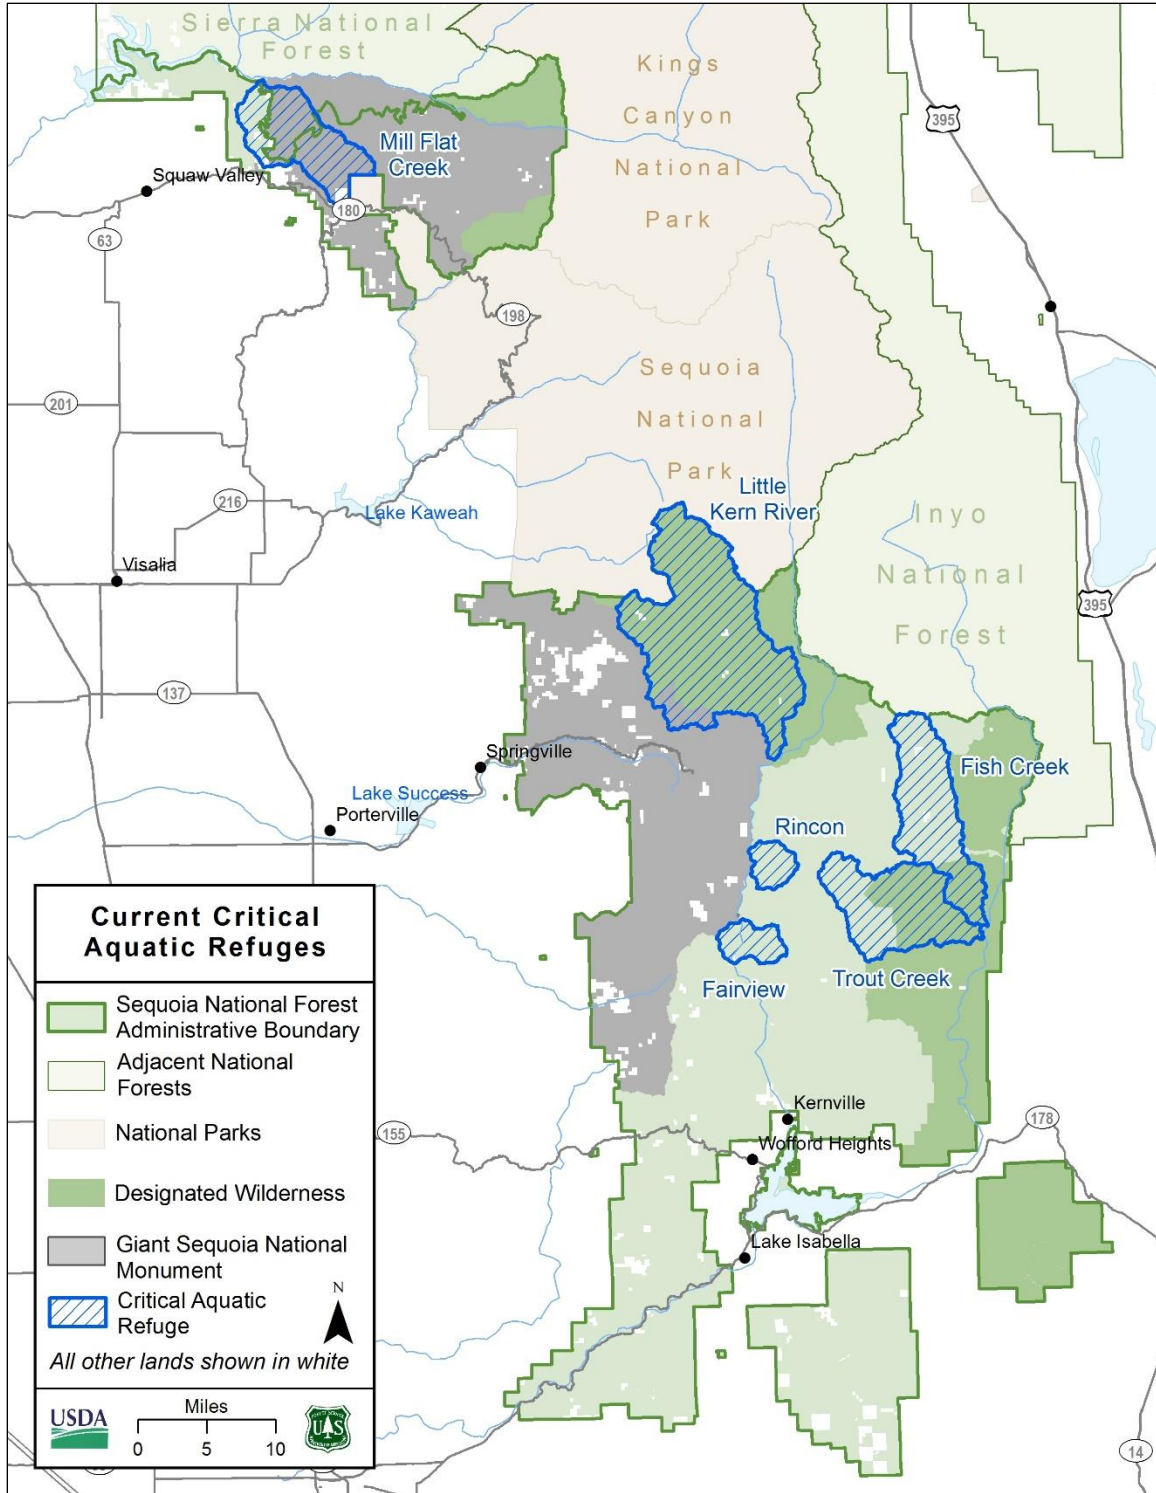 Sierra National
Forest
Kings
Canyon
National
Park
395
Mill Flat
Creek
Squaw Valley
180
63
198
Sequoia
National
Park
201
Little
Kern River
216
Lake Kaweah
Inyo
National
Forest
Visalia
395
137
Springville
Fish Creek
Lake Success
Porterville
Rincon
Trout Creek
Fairview
Current Critical
Aquatic Refuges
Sequoia National Forest
Administrative Boundary
Adjacent National
Forests
National Parks
Designated Wilderness
Giant Sequoia National
Monument
Critical Aquatic
Refuge
N
All other lands shown in white
USDA
Miles
0 5 10
U S
155
Kernville
178
Wofford Heights
Lake Isabella
14